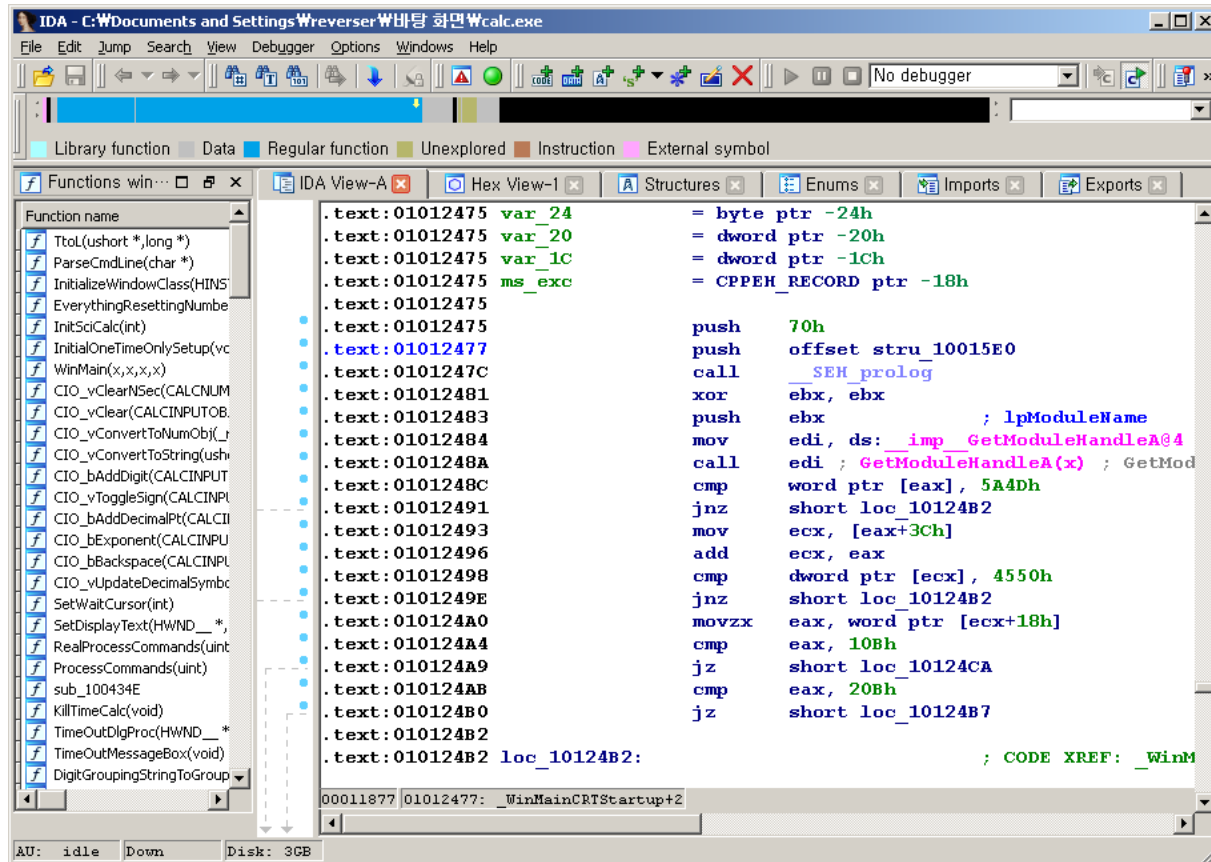 IDA - C:₩Documents and Settings₩reverser₩바탕 화면₩calc.exe
File Edit Jump Search View Debugger Options Windows Help
No debugger
Library function Data Regular function Unexplored Instruction External symbol
Functions win··· IDA View-A Hex View-1 Structures Enums Imports Exports
Function name
TtoL(ushort *,long *)
ParseCmdLine(char *)
InitializeWindowClass(HINS
EverythingResettingNumbe
InitSciCalc(int)
InitialOneTimeOnlySetup(vc
WinMain(x,x,x,x)
CIO_vClearNSec(CALCNUM
CIO_vClear(CALCINPUTOB.
CIO_vConvertToNumObj(_r
CIO_vConvertToString(ush
CIO_bAddDigit(CALCINPUT
CIO_vToggleSign(CALCINPU
CIO_bAddDecimalPt(CALCII
CIO_bExponent(CALCINPU
CIO_bBackspace(CALCINPU
CIO_vUpdateDecimalSymbo
SetWaitCursor(int)
SetDisplayText(HWND__ *,
RealProcessCommands(uint
ProcessCommands(uint)
sub_100434E
KillTimeCalc(void)
TimeOutDlgProc(HWND__ *
TimeOutMessageBox(void)
DigitGroupingStringToGroup
.text:01012475 var_24 = byte ptr -24h
.text:01012475 var_20 = dword ptr -20h
.text:01012475 var_1C = dword ptr -1Ch
.text:01012475 ms_exc = CPPEH_RECORD ptr -18h
.text:01012475
.text:01012475 push 70h
.text:01012477 push offset stru_10015E0
.text:0101247C call __SEH_prolog
.text:01012481 xor ebx, ebx
.text:01012483 push ebx ; lpModuleName
.text:01012484 mov edi, ds:__imp__GetModuleHandleA@4
.text:0101248A call edi ; GetModuleHandleA(x) ; GetMod
.text:0101248C cmp word ptr [eax], 5A4Dh
.text:01012491 jnz short loc_10124B2
.text:01012493 mov ecx, [eax+3Ch]
.text:01012496 add ecx, eax
.text:01012498 cmp dword ptr [ecx], 4550h
.text:0101249E jnz short loc_10124B2
.text:010124A0 movzx eax, word ptr [ecx+18h]
.text:010124A4 cmp eax, 10Bh
.text:010124A9 jz short loc_10124CA
.text:010124AB cmp eax, 20Bh
.text:010124B0 jz short loc_10124B7
.text:010124B2
.text:010124B2 loc_10124B2: ; CODE XREF: _WinM
00011877 01012477: _WinMainCRTStartup+2
AU: idle Down Disk: 3GB